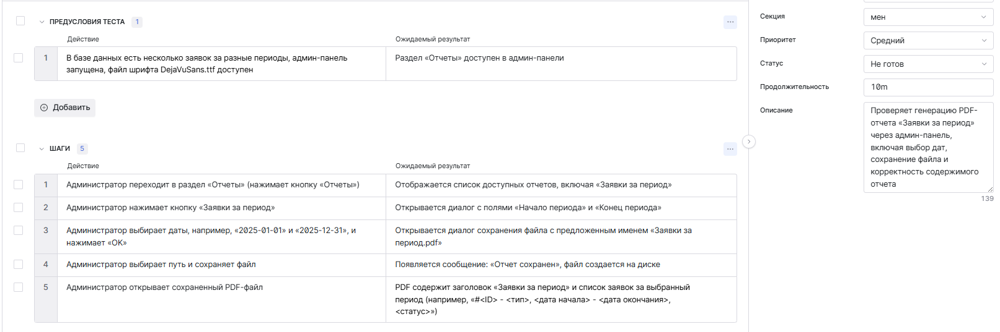 ПРЕДУСЛОВИЯ ТЕСТА 1
Действие
Ожидаемый результат
1
В базе данных есть несколько заявок за разные периоды, админ-панель
запущена, файл шрифта DejaVuSans.ttf доступен
Раздел «Отчеты» доступен в админ-панели
Добавить
ШАГИ 5
Действие
Ожидаемый результат
1
Администратор переходит в раздел «Отчеты» (нажимает кнопку «Отчеты»)
Отображается список доступных отчетов, включая «Заявки за период»
2
Администратор нажимает кнопку «Заявки за период»
Открывается диалог с полями «Начало периода» и «Конец периода»
3
Администратор выбирает даты, например, «2025-01-01» и «2025-12-31», и
нажимает «ОК»
Открывается диалог сохранения файла с предложенным именем «Заявки за
период.pdf»
4
Администратор выбирает путь и сохраняет файл
Появляется сообщение: «Отчет сохранен», файл создается на диске
5
Администратор открывает сохраненный PDF-файл
PDF содержит заголовок «Заявки за период» и список заявок за выбранный
период (например, «#<ID> - <тип>, <дата начала> - <дата окончания>,
<статус>»)
Секция
мен
Приоритет
Средний
Статус
Не готов
Продолжительность
10m
Описание
Проверяет генерацию PDF-
отчета «Заявки за период»
через админ-панель,
включая выбор дат,
сохранение файла и
корректность содержимого
отчета
139